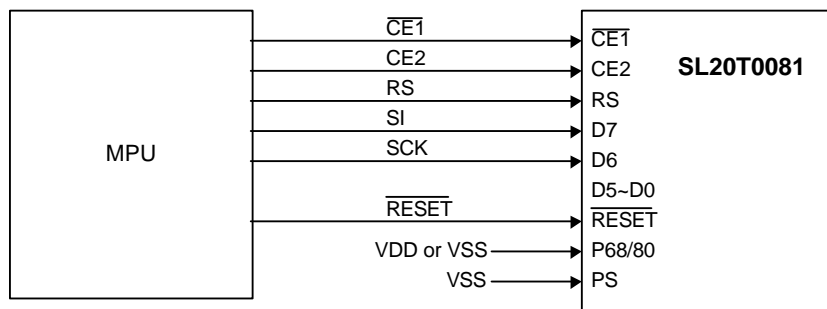 CE1
CE1
CE2
CE2
SL20T0081
RS
RS
SI
D7
MPU
SCK
D6
D5~D0
RESET
RESET
VDD or VSS
P68/80
VSS
PS